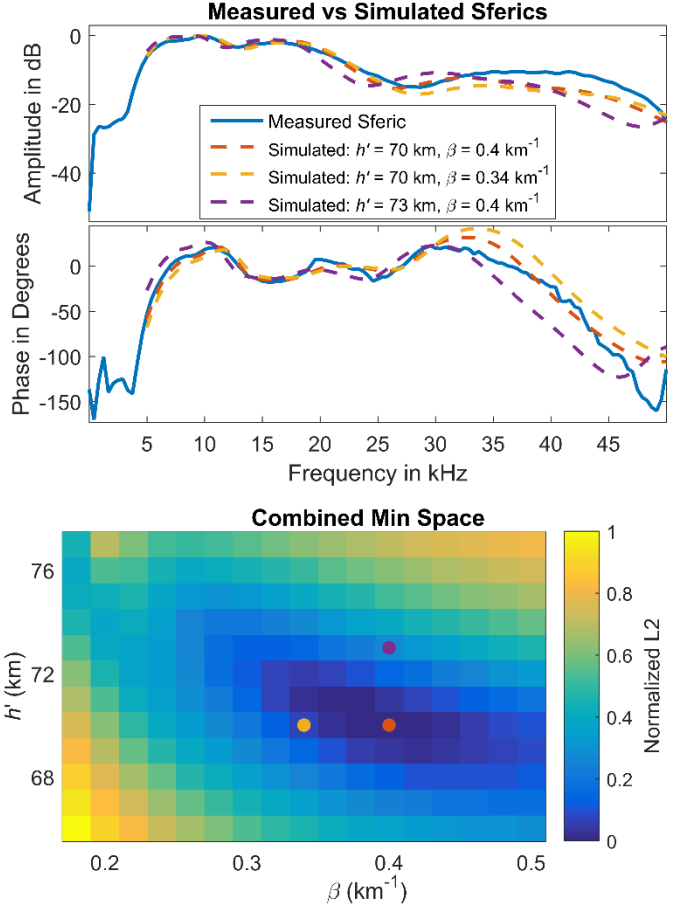 Measured vs Simulated Sferics
Amplitude in dB
0
-20
-40
Measured Sferic
Simulated: h' = 70 km, β = 0.4 km⁻¹
Simulated: h' = 70 km, β = 0.34 km⁻¹
Simulated: h' = 73 km, β = 0.4 km⁻¹
Phase in Degrees
0
-50
-100
-150
5 10 15 20 25 30 35 40 45
Frequency in kHz
Combined Min Space
h' (km)
76
72
68
0.2 0.3 0.4 0.5
β (km⁻¹)
1
0.8
0.6
0.4
0.2
0
Normalized L2